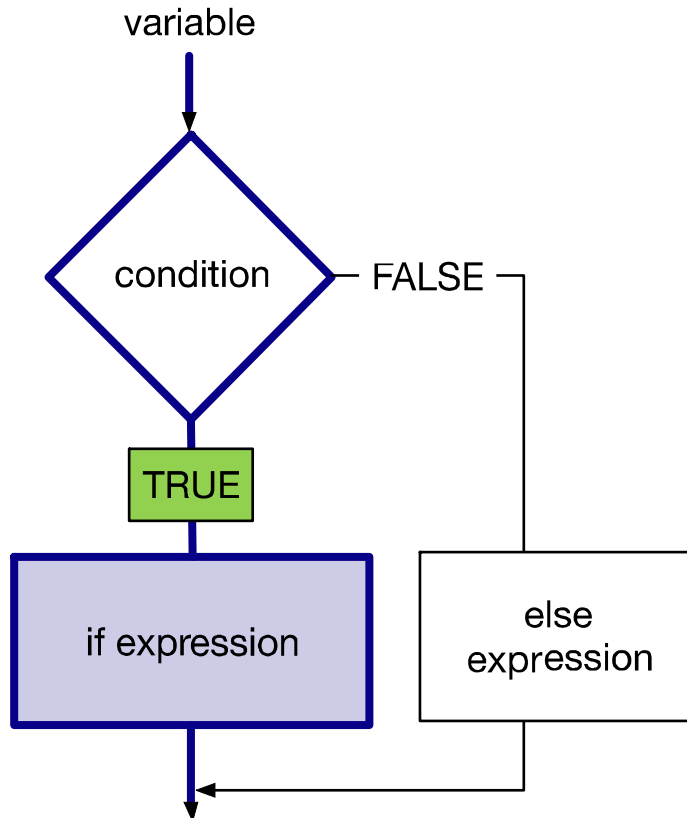 variable
condition
FALSE
TRUE
if expression
else
expression